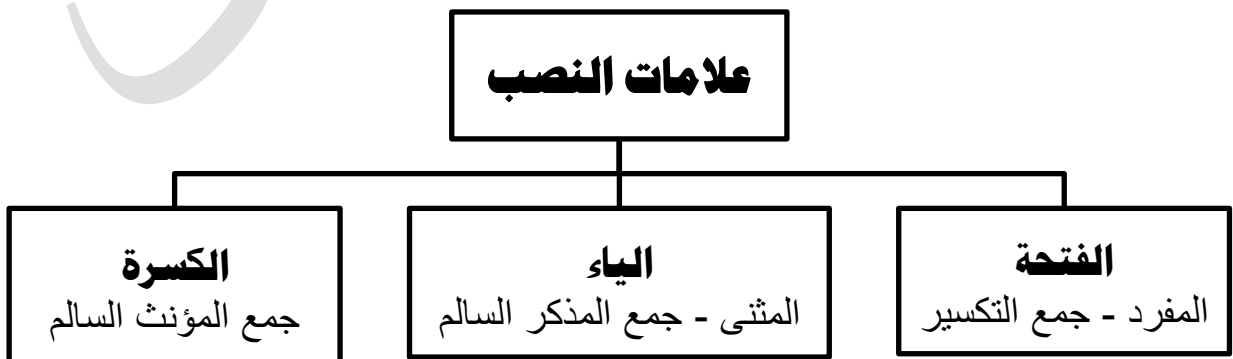 علامات النصب
الفتحة
المفرد - جمع التكسير
الياء
المثنى - جمع المذكر السالم
الكسرة
جمع المؤنث السالم